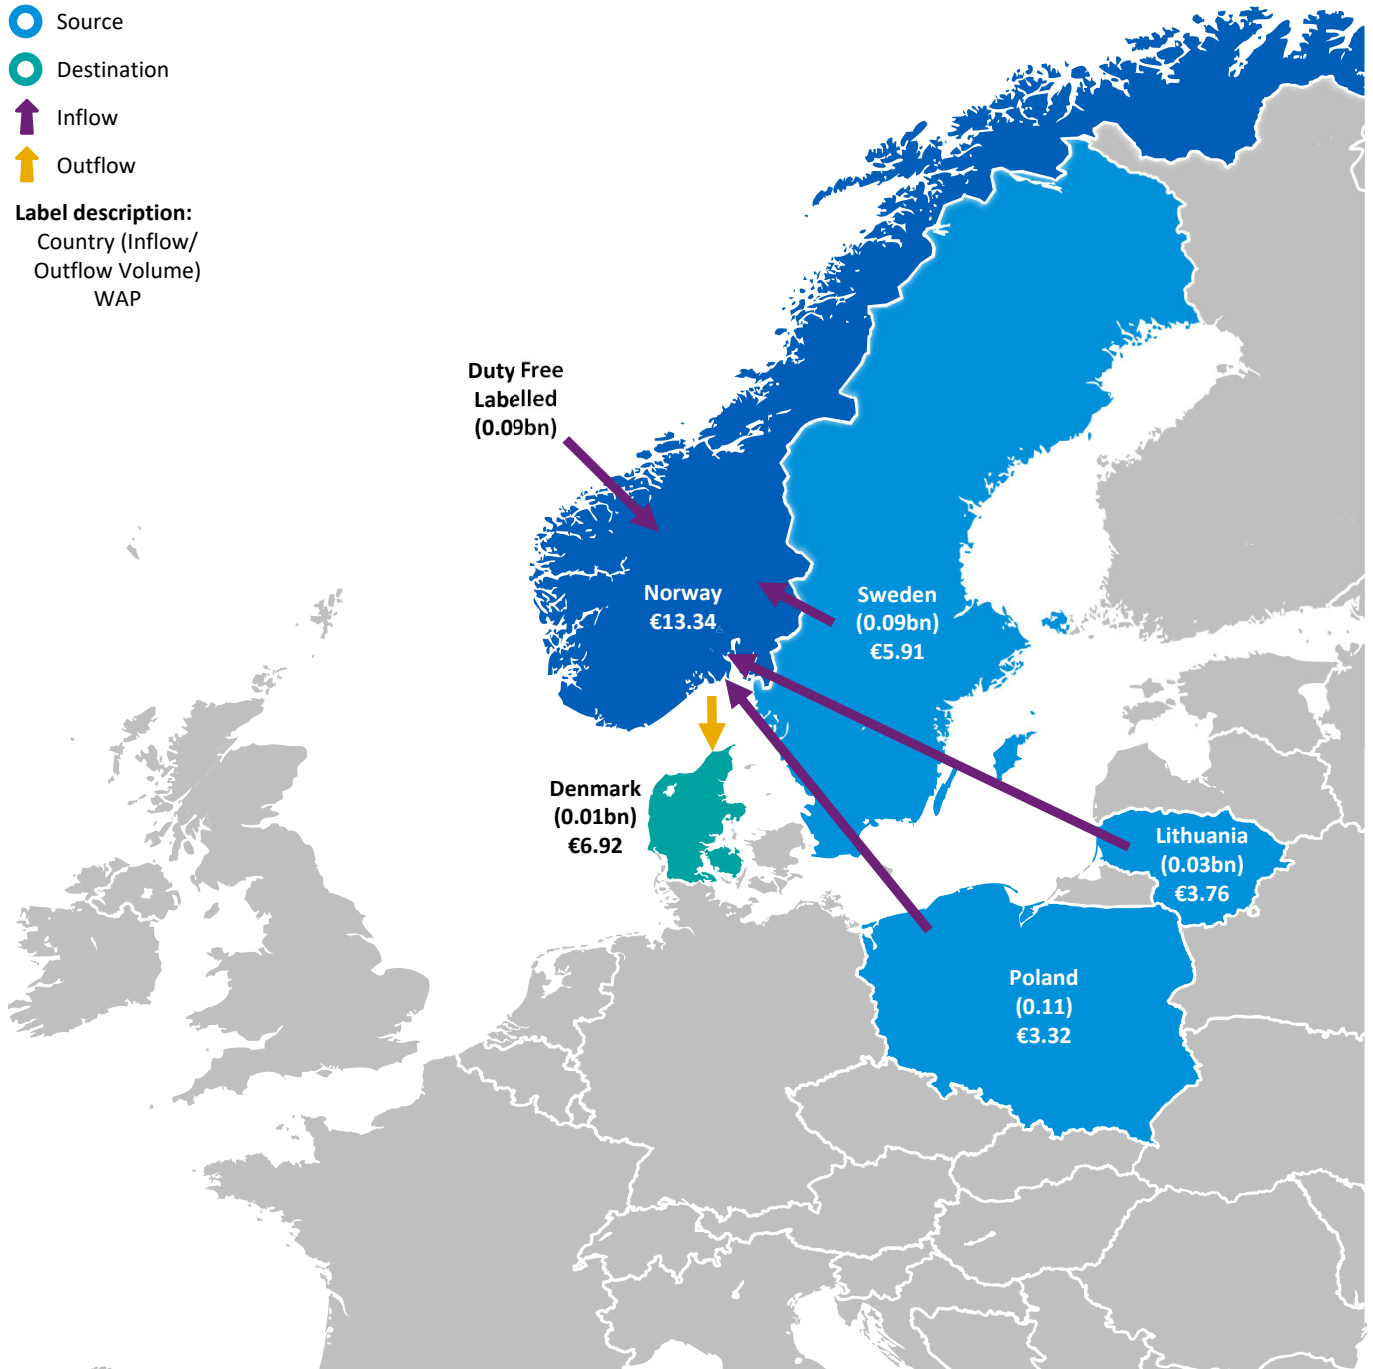 Source
Destination
Inflow
Outflow
Label description:
Country (Inflow/
Outflow Volume)
WAP
Duty Free
Labelled
(0.09bn)
Norway
€13.34
Sweden
(0.09bn)
€5.91
Denmark
(0.01bn)
€6.92
Lithuania
(0.03bn)
€3.76
Poland
(0.11)
€3.32